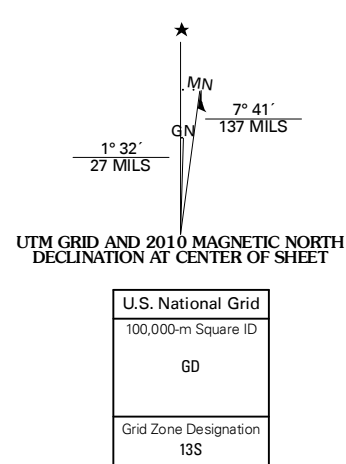 ★
MN
GN
7° 41´
137 MILS
1° 32´
27 MILS
UTM GRID AND 2010 MAGNETIC NORTH
DECLINATION AT CENTER OF SHEET
U.S. National Grid
100,000-m Square ID
GD
Grid Zone Designation
13S